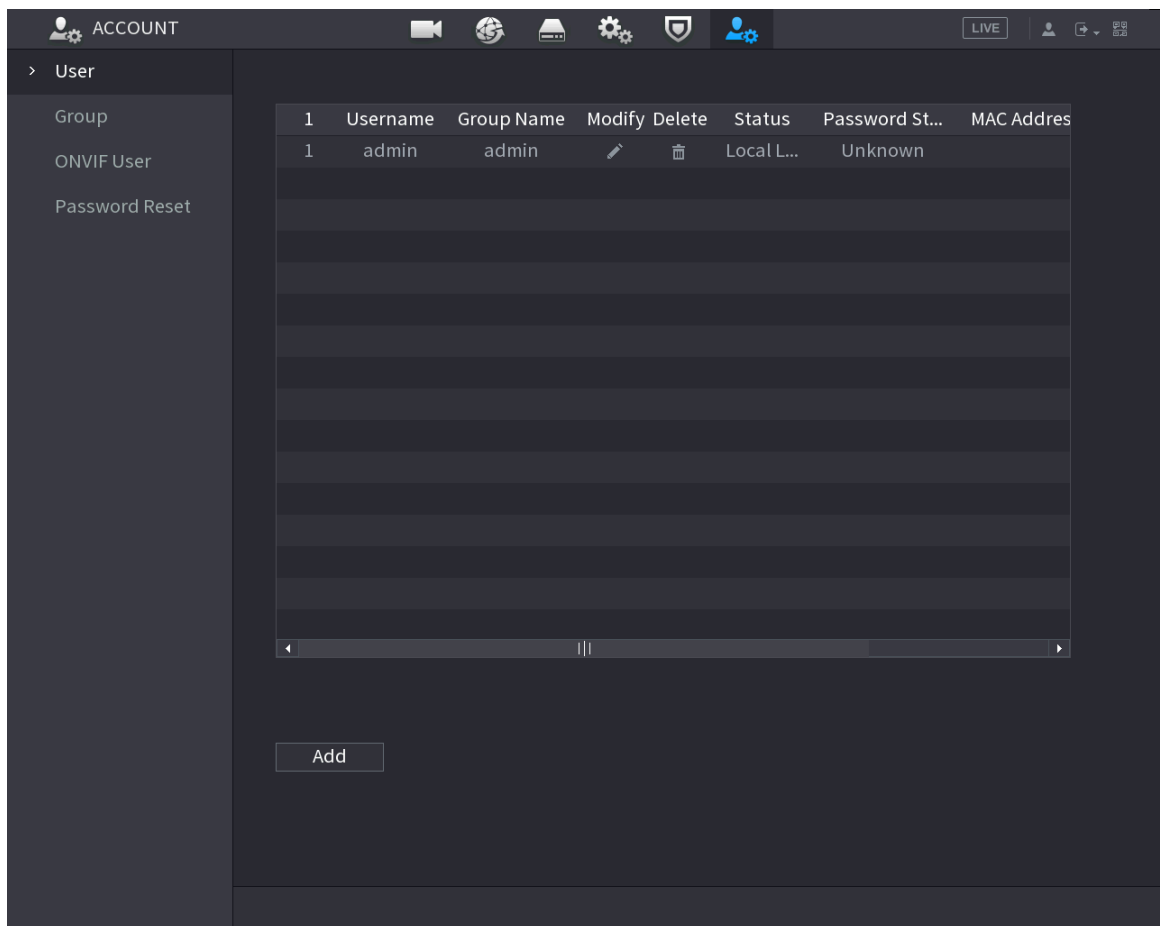 ACCOUNT LIVE
User
Group
ONVIF User
Password Reset
1 Username Group Name Modify Delete Status Password St... MAC Addres
1 admin admin Local L... Unknown
Add